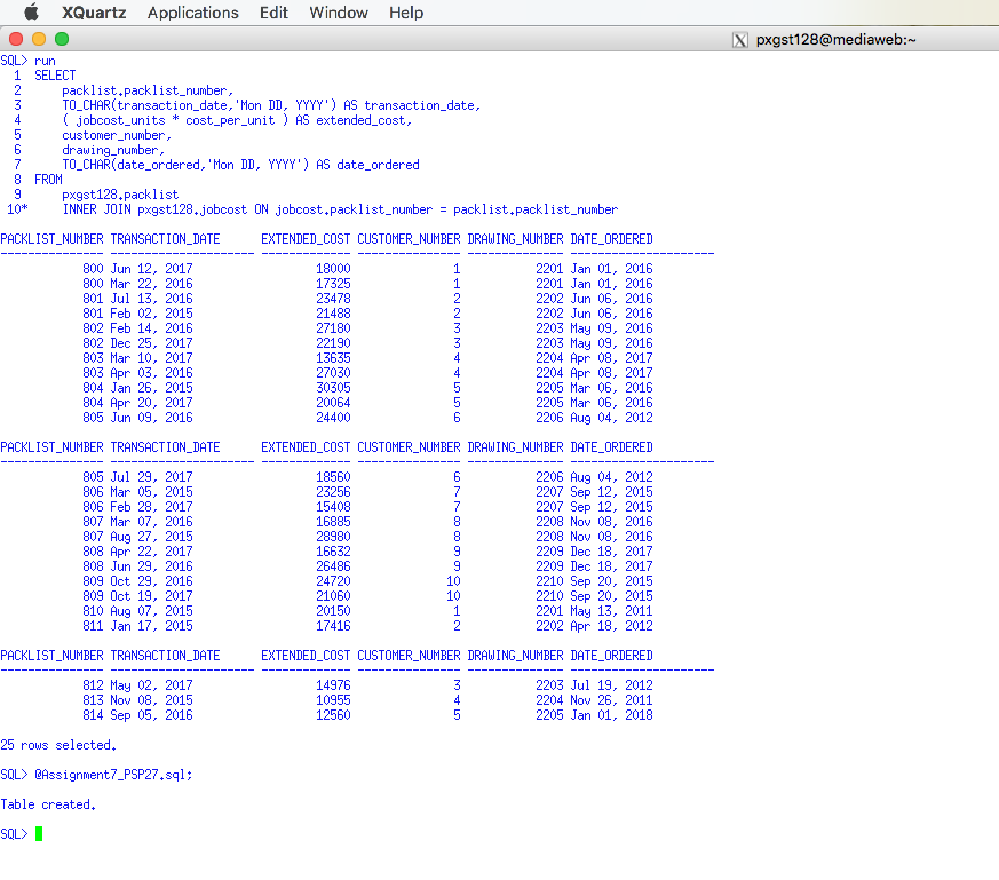 XQuartz Applications Edit Window Help
pxgst128@mediaweb:~
SQL> run
  1  SELECT
  2      packlist.packlist_number,
  3      TO_CHAR(transaction_date,'Mon DD, YYYY') AS transaction_date,
  4      ( jobcost_units * cost_per_unit ) AS extended_cost,
  5      customer_number,
  6      drawing_number,
  7      TO_CHAR(date_ordered,'Mon DD, YYYY') AS date_ordered
  8  FROM
  9      pxgst128.packlist
 10*     INNER JOIN pxgst128.jobcost ON jobcost.packlist_number = packlist.packlist_number
PACKLIST_NUMBER TRANSACTION_DATE      EXTENDED_COST CUSTOMER_NUMBER DRAWING_NUMBER DATE_ORDERED
--------------- --------------------- ------------- --------------- -------------- ---------------------
            800 Jun 12, 2017                  18000               1           2201 Jan 01, 2016
            800 Mar 22, 2016                  17325               1           2201 Jan 01, 2016
            801 Jul 13, 2016                  23478               2           2202 Jun 06, 2016
            801 Feb 02, 2015                  21488               2           2202 Jun 06, 2016
            802 Feb 14, 2016                  27180               3           2203 May 09, 2016
            802 Dec 25, 2017                  22190               3           2203 May 09, 2016
            803 Mar 10, 2017                  13635               4           2204 Apr 08, 2017
            803 Apr 03, 2016                  27030               4           2204 Apr 08, 2017
            804 Jan 26, 2015                  30305               5           2205 Mar 06, 2016
            804 Apr 20, 2017                  20064               5           2205 Mar 06, 2016
            805 Jun 09, 2016                  24400               6           2206 Aug 04, 2012
PACKLIST_NUMBER TRANSACTION_DATE      EXTENDED_COST CUSTOMER_NUMBER DRAWING_NUMBER DATE_ORDERED
--------------- --------------------- ------------- --------------- -------------- ---------------------
            805 Jul 29, 2017                  18560               6           2206 Aug 04, 2012
            806 Mar 05, 2015                  23256               7           2207 Sep 12, 2015
            806 Feb 28, 2017                  15408               7           2207 Sep 12, 2015
            807 Mar 07, 2016                  16885               8           2208 Nov 08, 2016
            807 Aug 27, 2015                  28980               8           2208 Nov 08, 2016
            808 Apr 22, 2017                  16632               9           2209 Dec 18, 2017
            808 Jun 29, 2016                  26486               9           2209 Dec 18, 2017
            809 Oct 29, 2016                  24720              10           2210 Sep 20, 2015
            809 Oct 19, 2017                  21060              10           2210 Sep 20, 2015
            810 Aug 07, 2015                  20150               1           2201 May 13, 2011
            811 Jan 17, 2015                  17416               2           2202 Apr 18, 2012
PACKLIST_NUMBER TRANSACTION_DATE      EXTENDED_COST CUSTOMER_NUMBER DRAWING_NUMBER DATE_ORDERED
--------------- --------------------- ------------- --------------- -------------- ---------------------
            812 May 02, 2017                  14976               3           2203 Jul 19, 2012
            813 Nov 08, 2015                  10955               4           2204 Nov 26, 2011
            814 Sep 05, 2016                  12560               5           2205 Jan 01, 2018
25 rows selected.
SQL> @Assignment7_PSP27.sql;
Table created.
SQL>